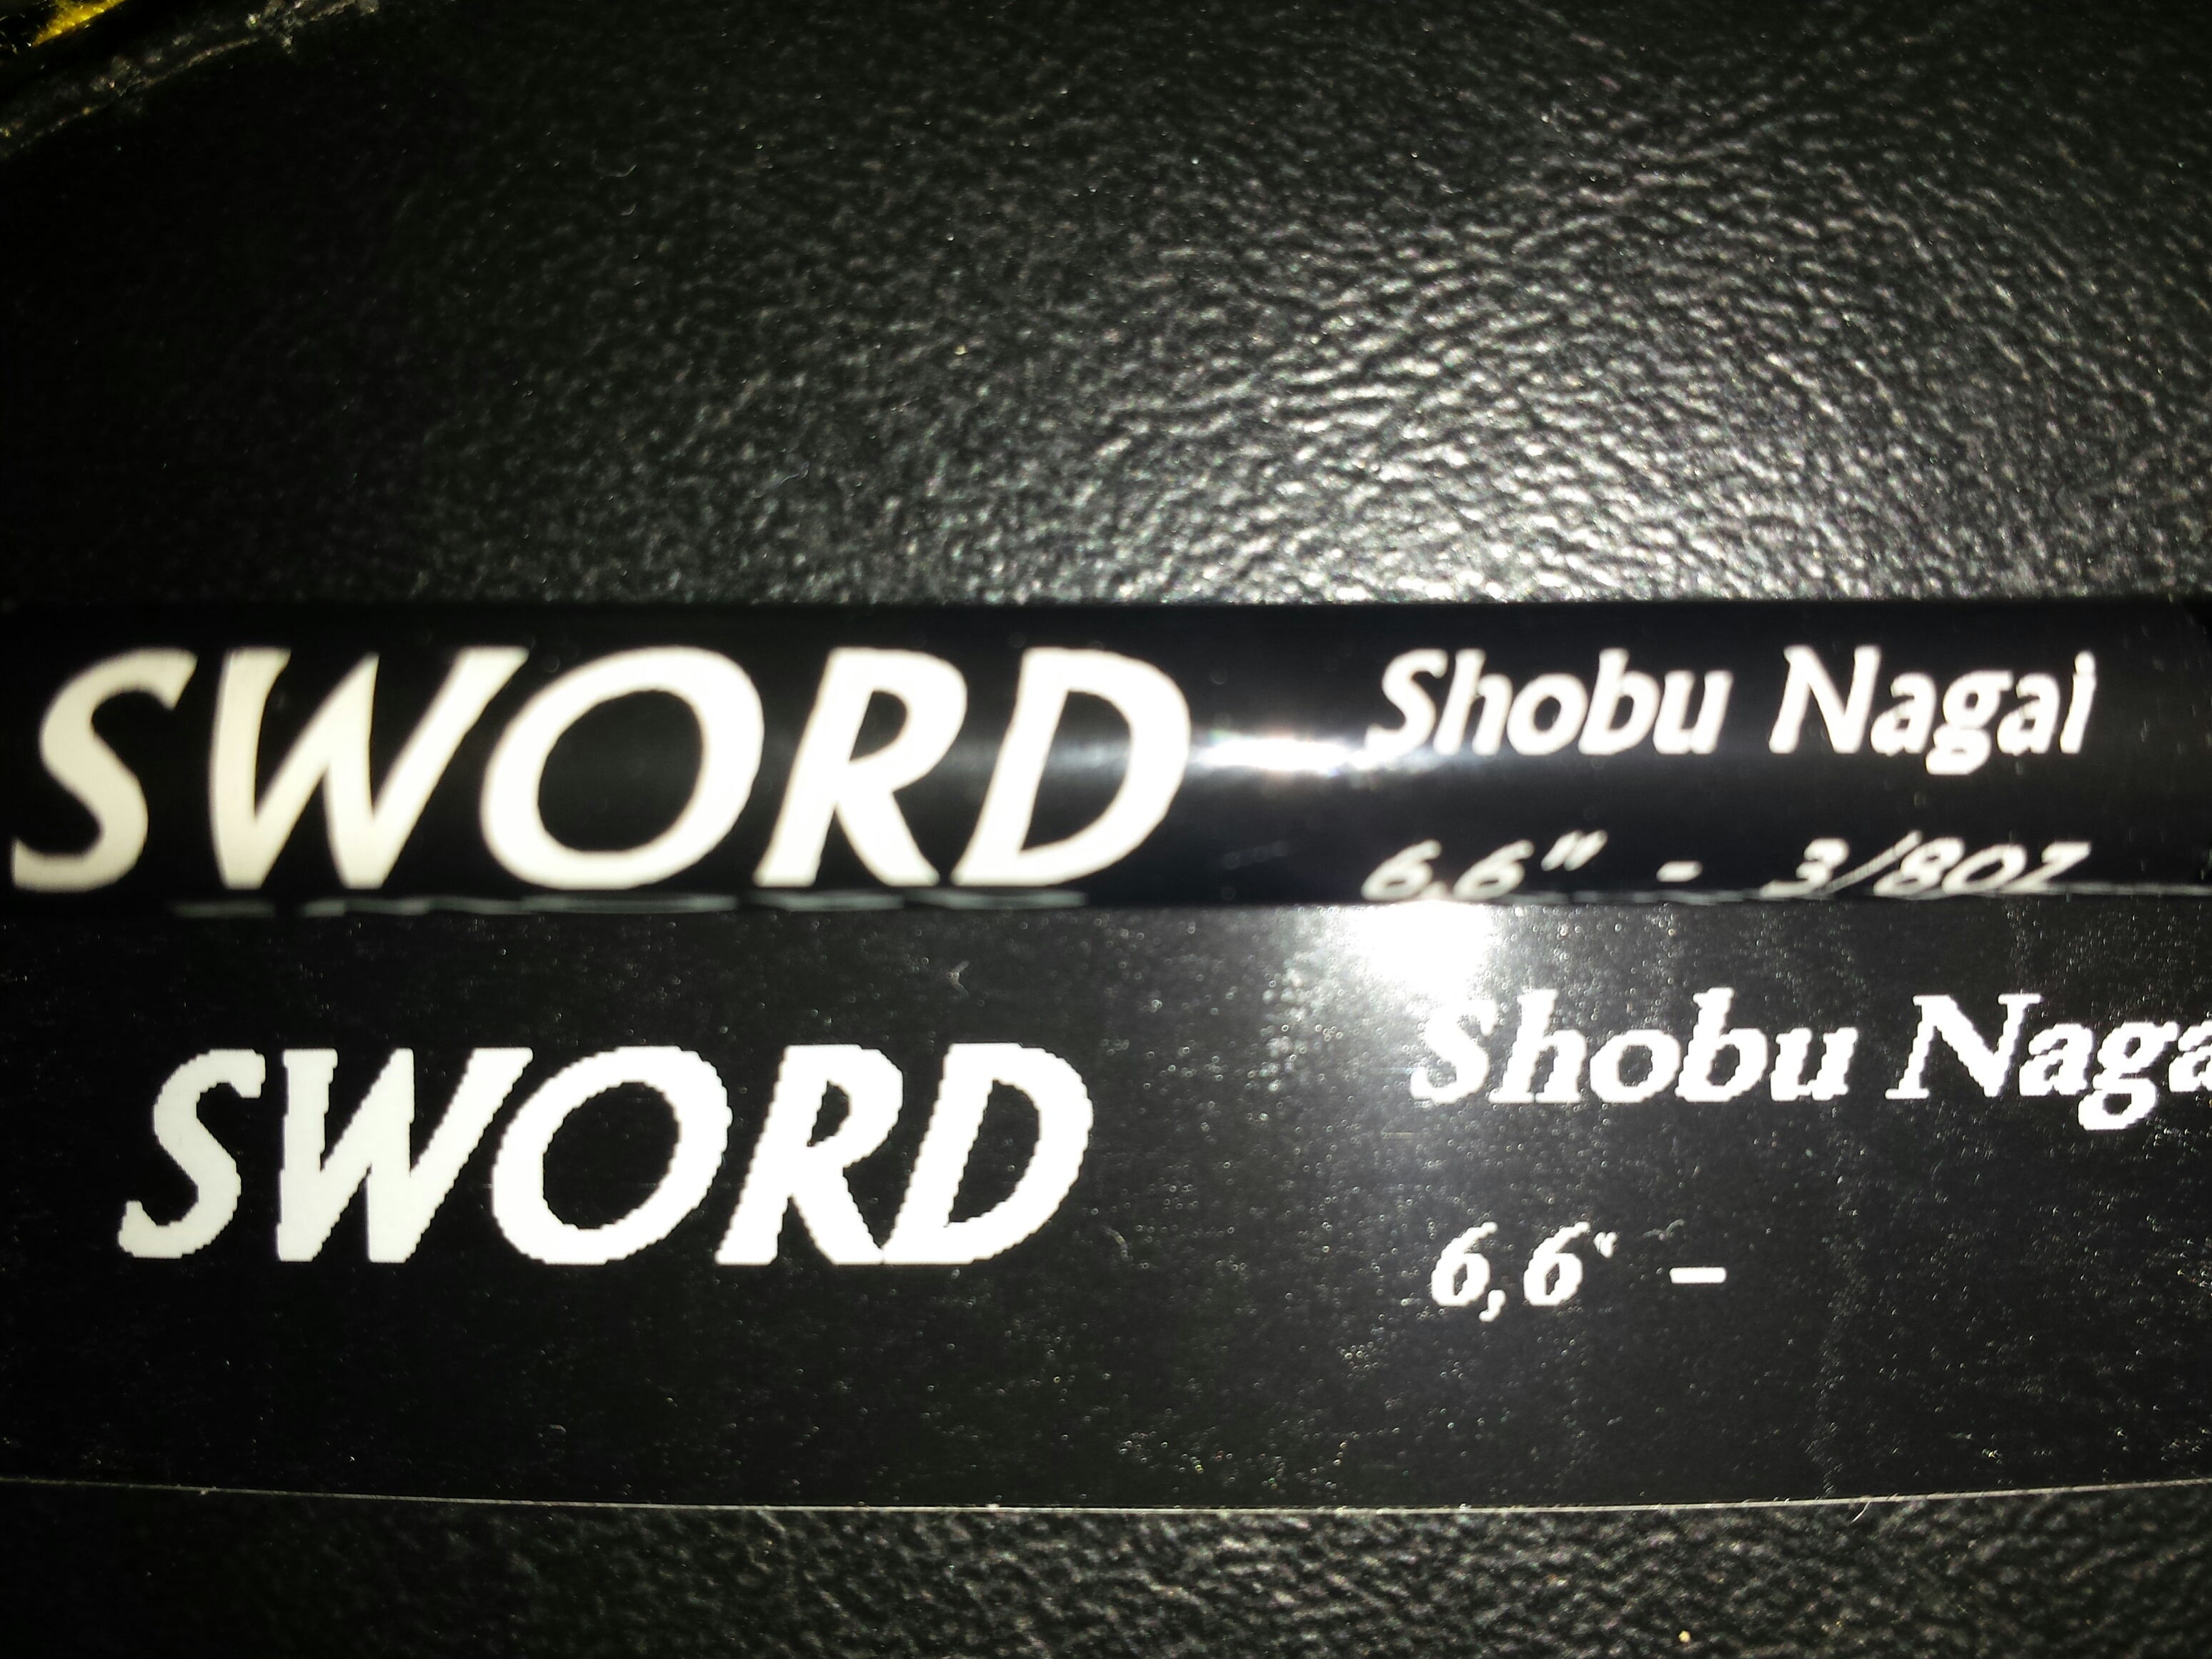 SWORD
Shobu Nagai
6.6" - 3/8OZ
SWORD
Shobu Naga
6,6“ –